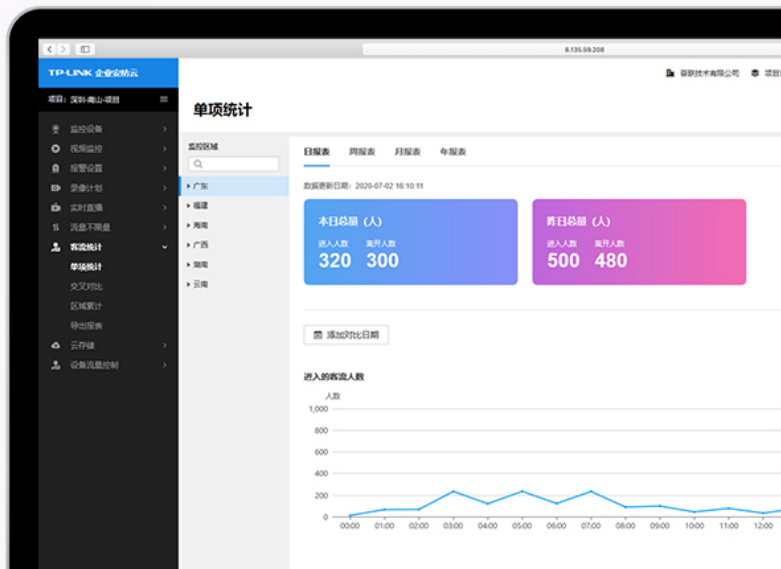 8.135.59.208
TP-LINK 企业安防云
普联技术有限公司
项目
项目: 深圳-南山-项目
单项统计
监控设备
视频监控
报警设置
录像计划
实时直播
流量不限量
客流统计
单项统计
交叉对比
区域累计
导出报表
云存储
设备流量控制
监控区域
广东
福建
海南
广西
湖南
云南
日报表 周报表 月报表 年报表
数据更新日期: 2020-07-02 16:10:11
本日总量 (人)
进入人数 离开人数
320 300
昨日总量 (人)
进入人数 离开人数
500 480
添加对比日期
进入的客流人数
人数
1,000
800
600
400
200
0
00:00 01:00 02:00 03:00 04:00 05:00 06:00 07:00 08:00 09:00 10:00 11:00 12:00